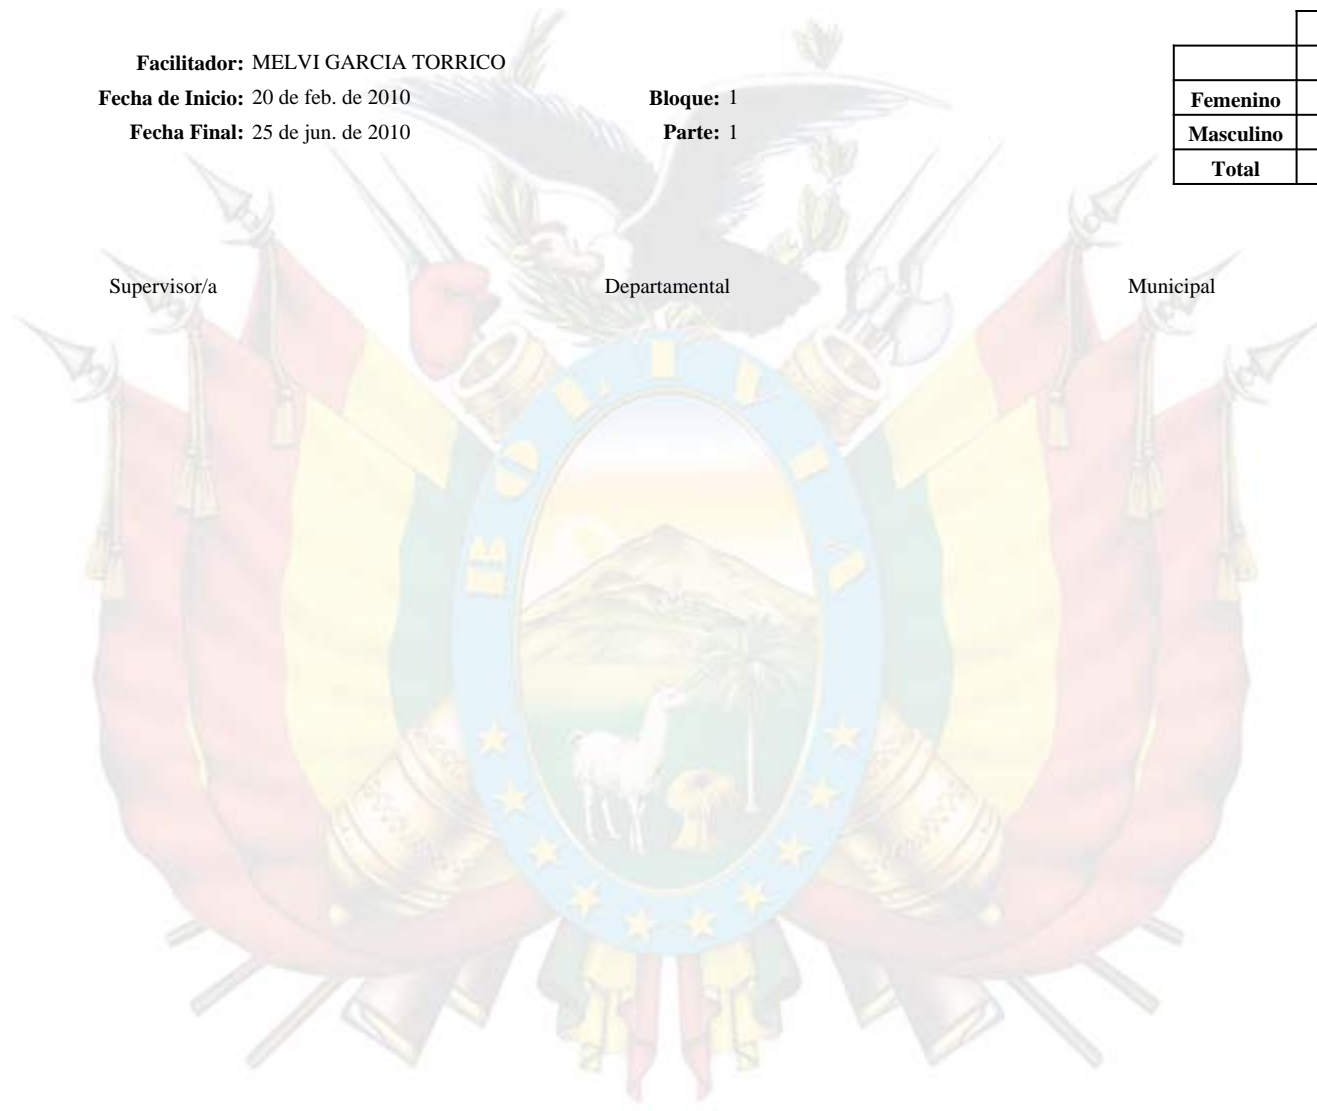 Facilitador: MELVI GARCIA TORRICO
Fecha de Inicio: 20 de feb. de 2010 Bloque: 1
Femenino
Fecha Final: 25 de jun. de 2010 Parte: 1
Masculino
Total
Supervisor/a Departamental Municipal
BOLIVIA